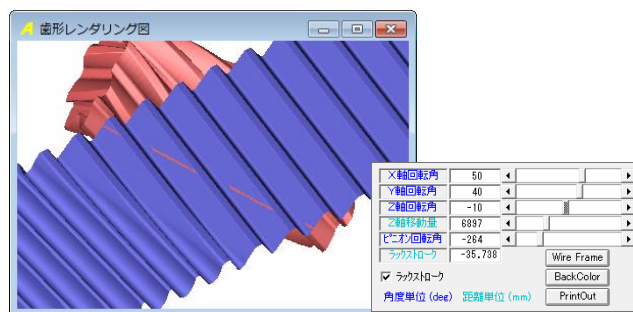 A 歯形レンダリング図
X軸回転角 50
Y軸回転角 40
Z軸回転角 -10
Z軸移動量 6897
ピニオン回転角 -264
ラックストローク -35.738
Wire Frame
ラックストローク
BackColor
角度単位(deg) 距離単位(mm)
PrintOut